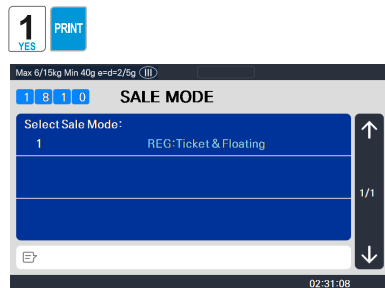 1
YES
PRINT
Max 6/15kg Min 40g e=d=2/5g III
1 8 1 0 SALE MODE
Select Sale Mode:
1 REG:Ticket & Floating
1/1
02:31:08